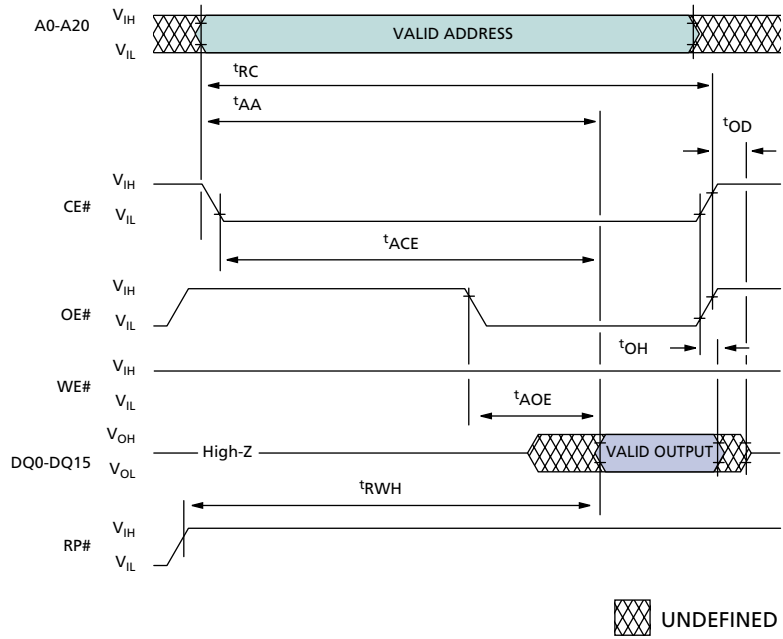 A0-A20
VIH
VIL
VALID ADDRESS
tRC
tAA
tOD
CE#
VIH
VIL
tACE
OE#
VIH
VIL
tOH
WE#
VIH
VIL
tAOE
DQ0-DQ15
VOH
VOL
High-Z
VALID OUTPUT
tRWH
RP#
VIH
VIL
UNDEFINED